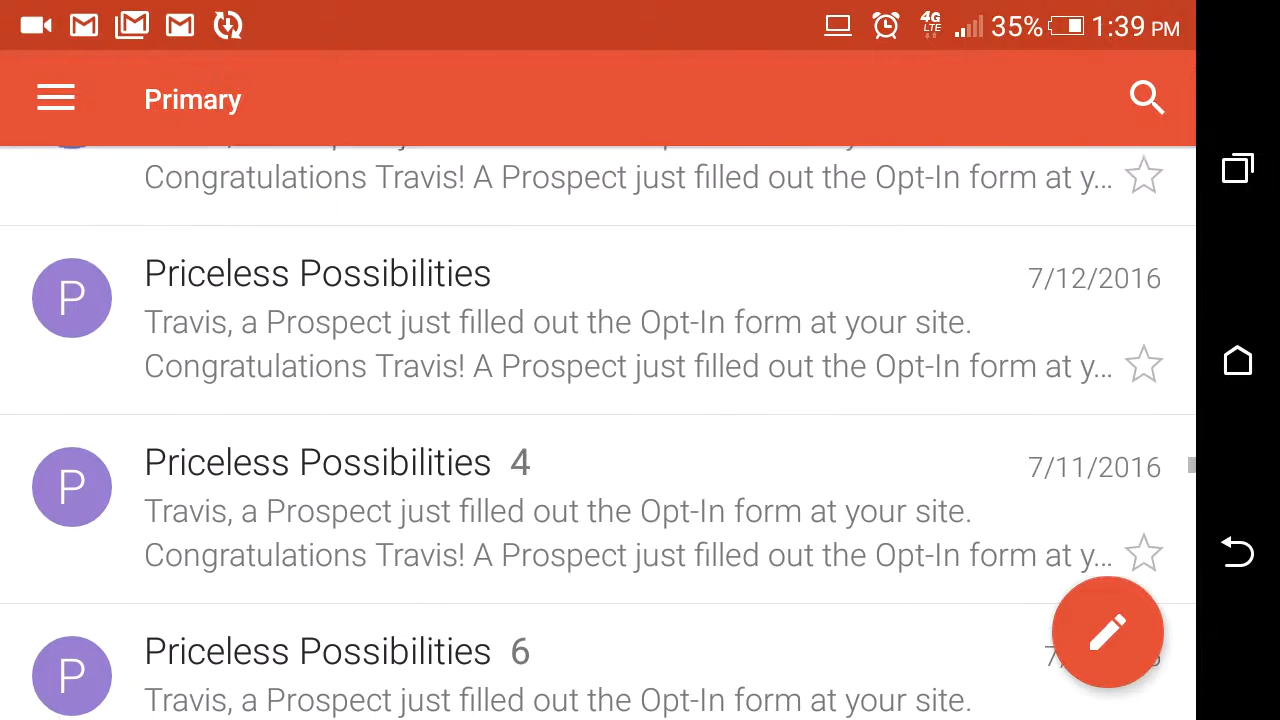 4G LTE 35% 1:39 PM
Primary
Congratulations Travis! A Prospect just filled out the Opt-In form at y...
P Priceless Possibilities 7/12/2016
Travis, a Prospect just filled out the Opt-In form at your site.
Congratulations Travis! A Prospect just filled out the Opt-In form at y...
P Priceless Possibilities 4 7/11/2016
Travis, a Prospect just filled out the Opt-In form at your site.
Congratulations Travis! A Prospect just filled out the Opt-In form at y...
P Priceless Possibilities 6
Travis, a Prospect just filled out the Opt-In form at your site.